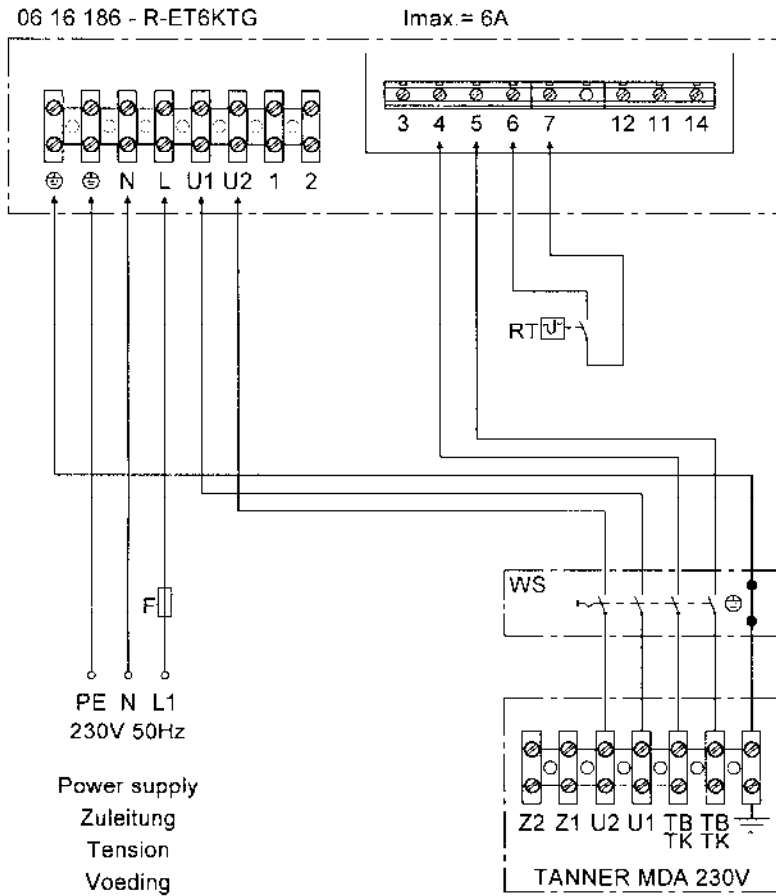 06 16 186 - R-ET6KTG
Imax.= 6A
3 4 5 6 7 12 11 14
N L U1 U2 1 2
RT
WS
F
PE N L1
230V 50Hz
Power supply
Zuleitung
Tension
Voeding
Z2 Z1 U2 U1 TB TB
TK TK
TANNER MDA 230V